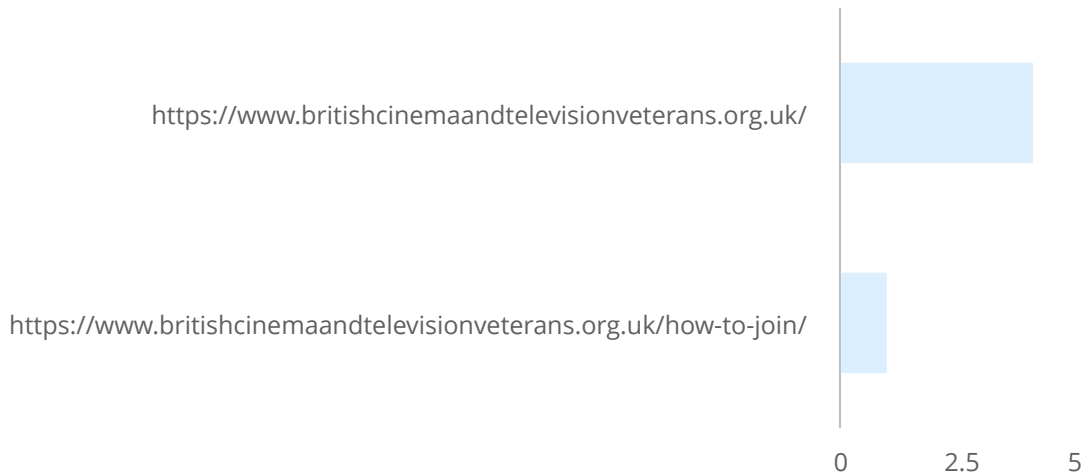 https://www.britishcinemaandtelevisionveterans.org.uk/
https://www.britishcinemaandtelevisionveterans.org.uk/how-to-join/
0 2.5 5